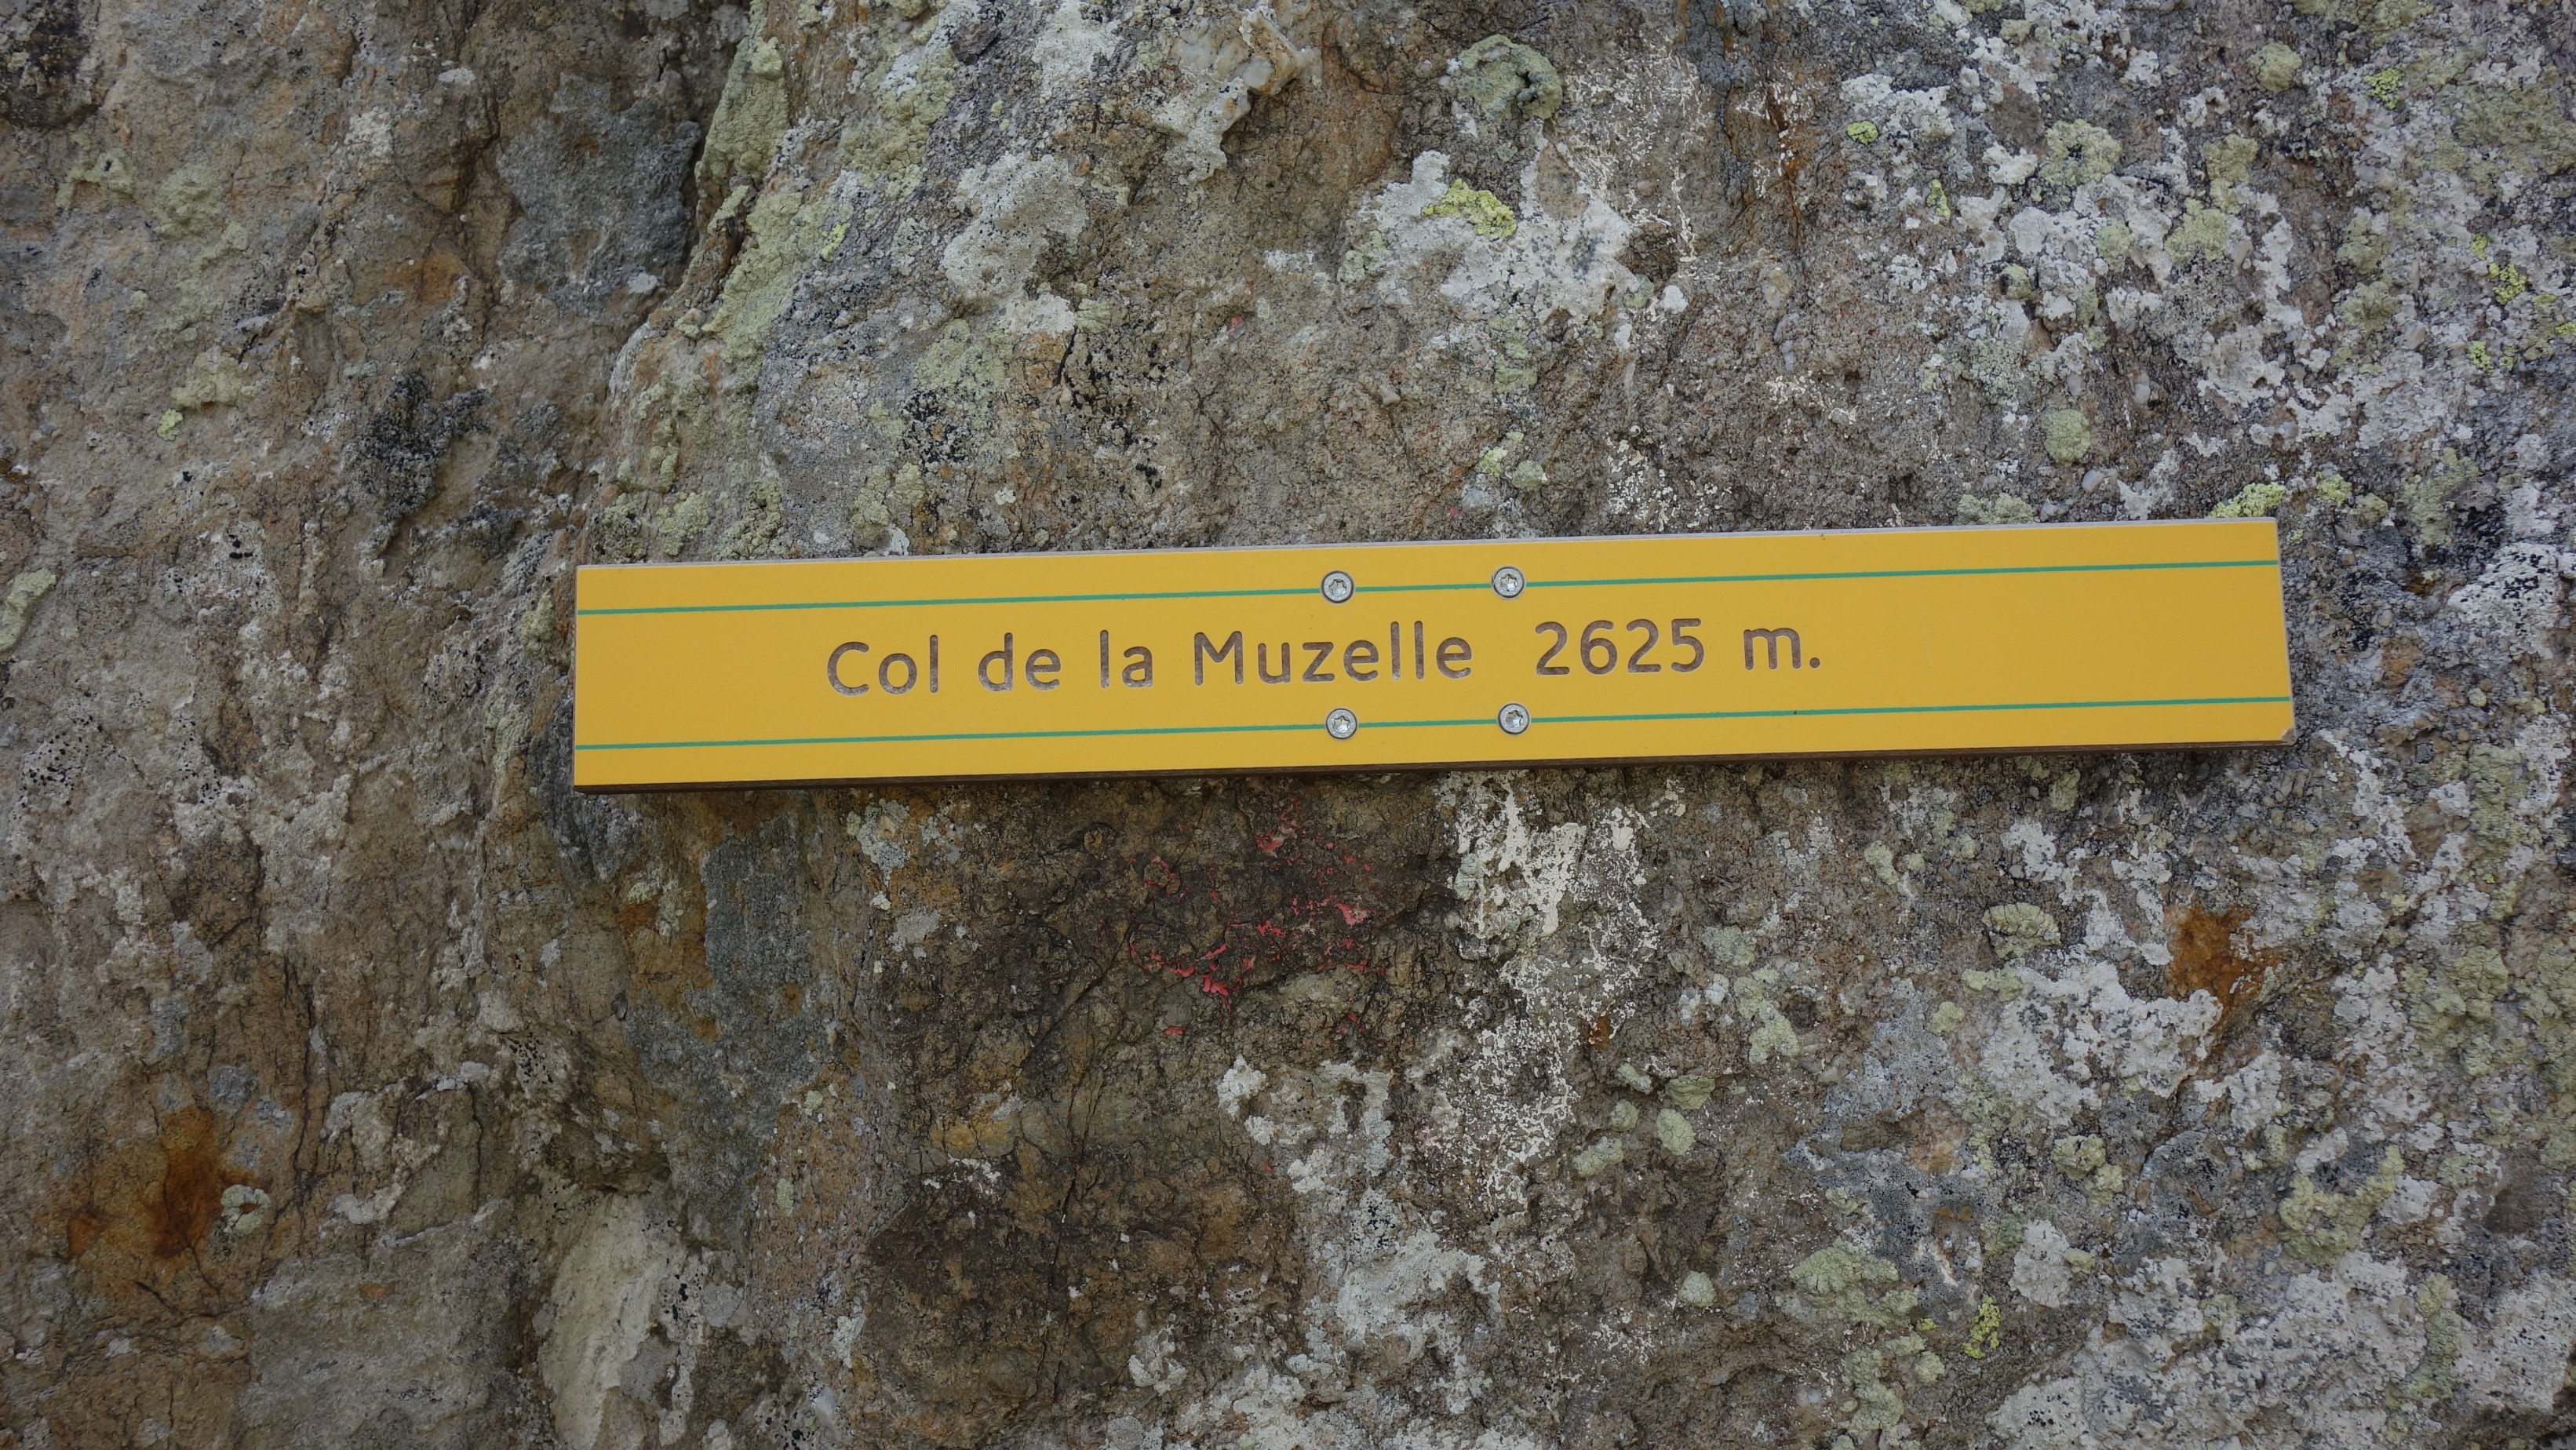 Col de la Muzelle 2625 m.